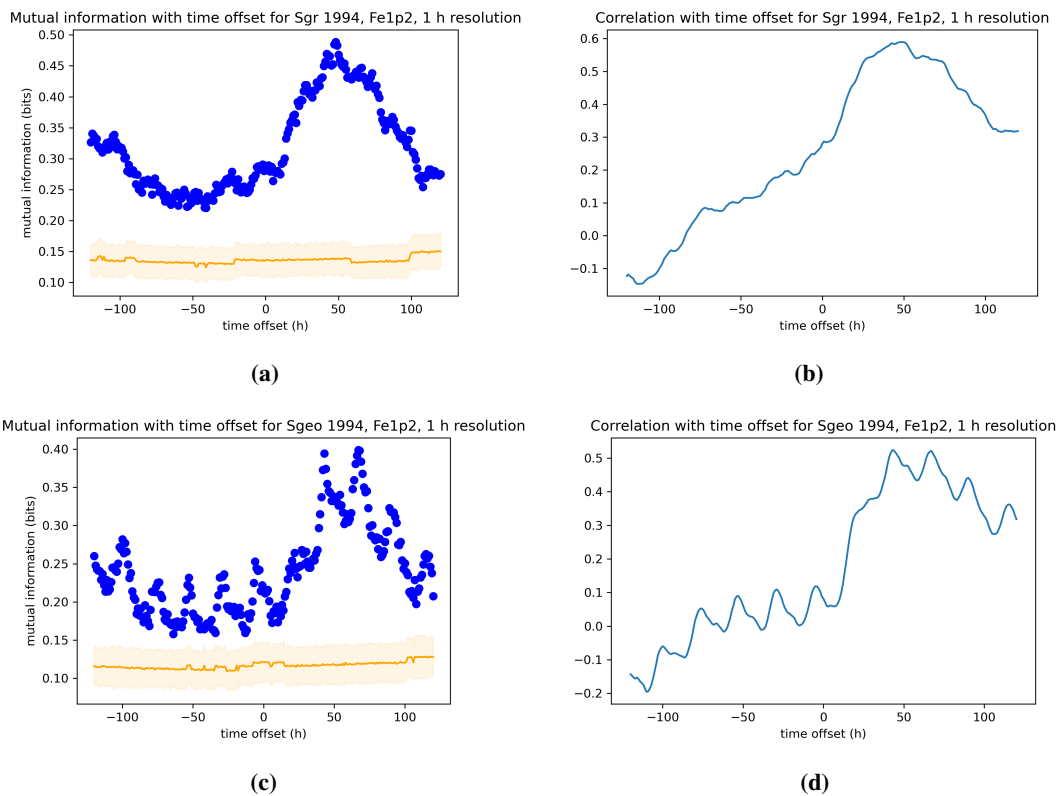 Mutual information with time offset for Sgr 1994, Fe1p2, 1 h resolution
0.50
0.45
0.40
0.35
0.30
0.25
0.20
0.15
0.10
mutual information (bits)
−100 −50 0 50 100
time offset (h)
(a)
Correlation with time offset for Sgr 1994, Fe1p2, 1 h resolution
0.6
0.5
0.4
0.3
0.2
0.1
0.0
−0.1
−100 −50 0 50 100
time offset (h)
(b)
Mutual information with time offset for Sgeo 1994, Fe1p2, 1 h resolution
0.40
0.35
0.30
0.25
0.20
0.15
0.10
mutual information (bits)
−100 −50 0 50 100
time offset (h)
(c)
Correlation with time offset for Sgeo 1994, Fe1p2, 1 h resolution
0.5
0.4
0.3
0.2
0.1
0.0
−0.1
−0.2
−100 −50 0 50 100
time offset (h)
(d)